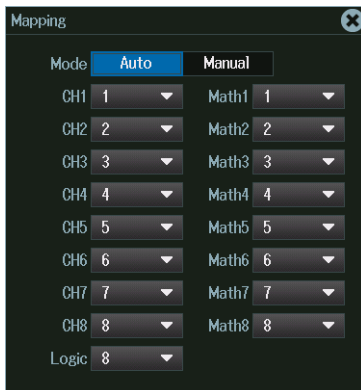 Mapping
Mode Auto Manual
CH1 1 Math1 1
CH2 2 Math2 2
CH3 3 Math3 3
CH4 4 Math4 4
CH5 5 Math5 5
CH6 6 Math6 6
CH7 7 Math7 7
CH8 8 Math8 8
Logic 8